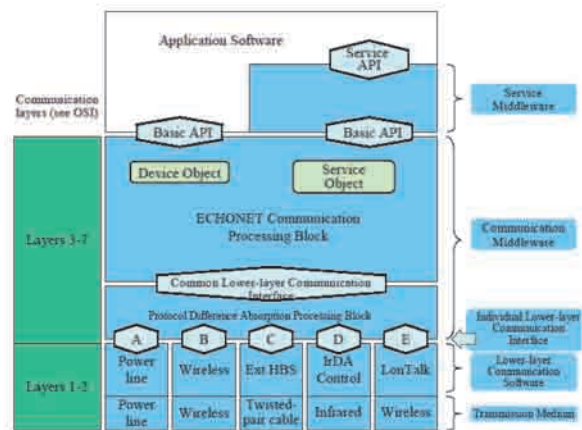 Application Software
Service
API
Communication
layers (see OSI)
Service
Middleware
Basic API
Basic API
Device Object
Service
Object
Layers 3-7
ECHONET Communication
Processing Block
Communication
Middleware
Common Lower-layer Communication
Interface
Protocol Difference Absorption Processing Block
Individual Lower-layer
Communication
Interface
A
B
C
D
E
Layers 1-2
Power
line
Wireless
Ext HBS
IrDA
Control
LonTalk
Lower-layer
Communication
Software
Power
line
Wireless
Twisted-
pair cable
Infrared
Wireless
Transmission Medium